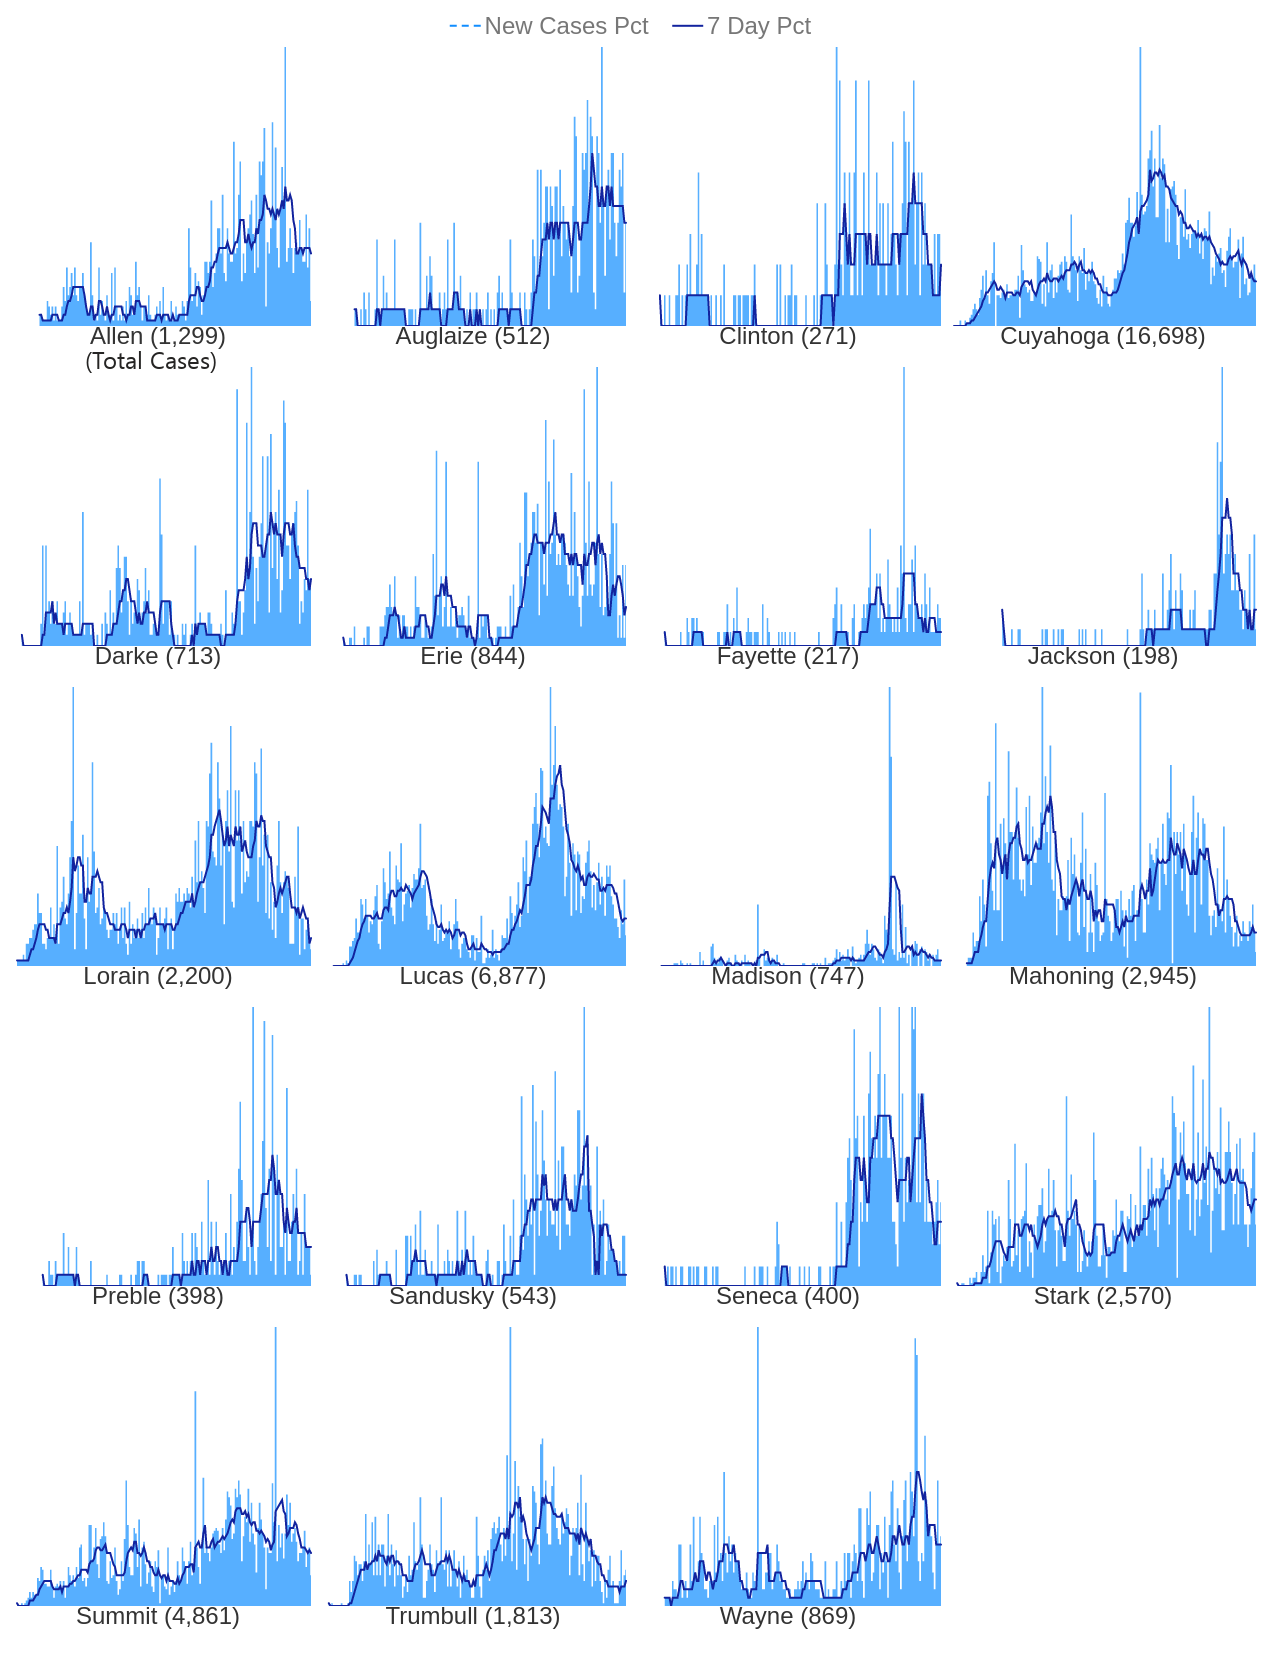 New Cases Pct 7 Day Pct
Allen (1,299) Auglaize (512) Clinton (271) Cuyahoga (16,698)
(Total Cases)
Darke (713) Erie (844) Fayette (217) Jackson (198)
Lorain (2,200) Lucas (6,877) Madison (747) Mahoning (2,945)
Preble (398) Sandusky (543) Seneca (400) Stark (2,570)
Summit (4,861) Trumbull (1,813) Wayne (869)